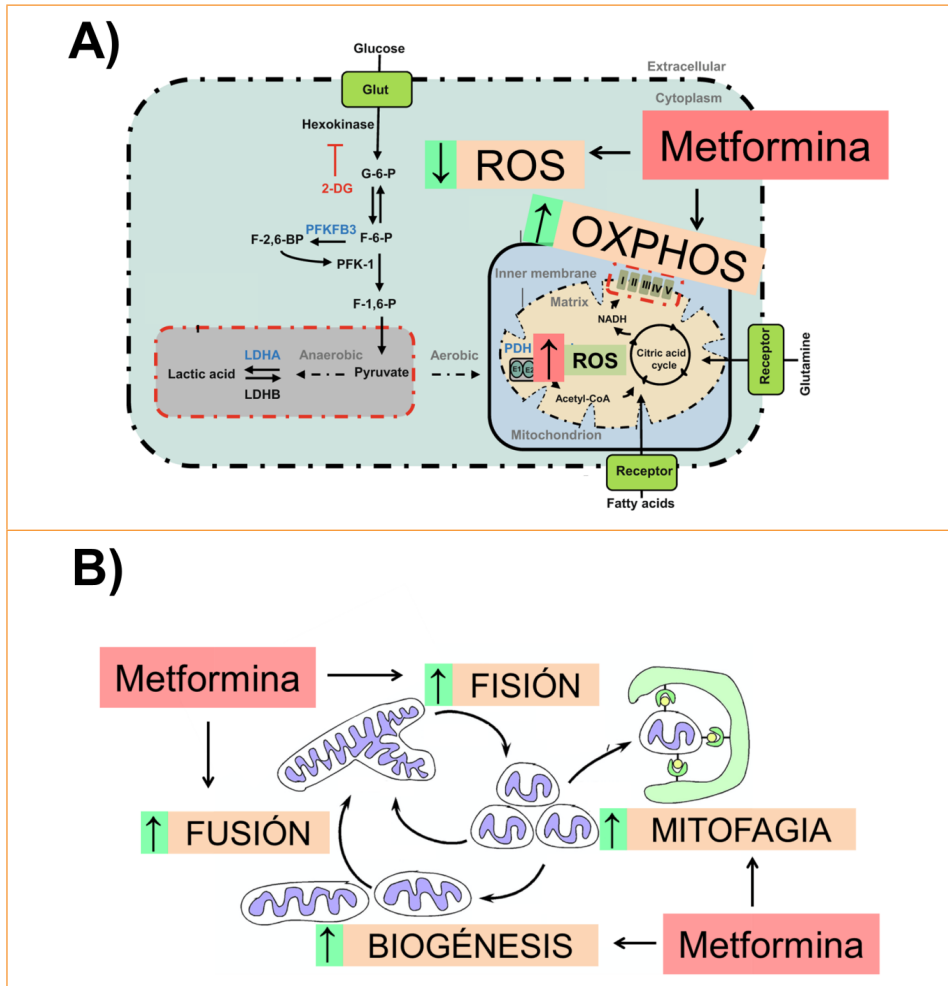 A)
Glucose
Glut
Extracellular
Cytoplasm
Hexokinase
Metformina
↓ ROS
G-6-P
2-DG
↑ OXPHOS
PFKFB3
F-2,6-BP
F-6-P
PFK-1
Inner membrane
I II III IV V
Matrix
F-1,6-P
NADH
LDHA
Anaerobic
Aerobic
PDH
↑ ROS
Citric acid
cycle
Receptor
Glutamine
Lactic acid
Pyruvate
E1 E2
LDHB
Acetyl-CoA
Mitochondrion
Receptor
Fatty acids
B)
Metformina
↑ FISIÓN
↑ FUSIÓN
↑ MITOFAGIA
↑ BIOGÉNESIS
Metformina